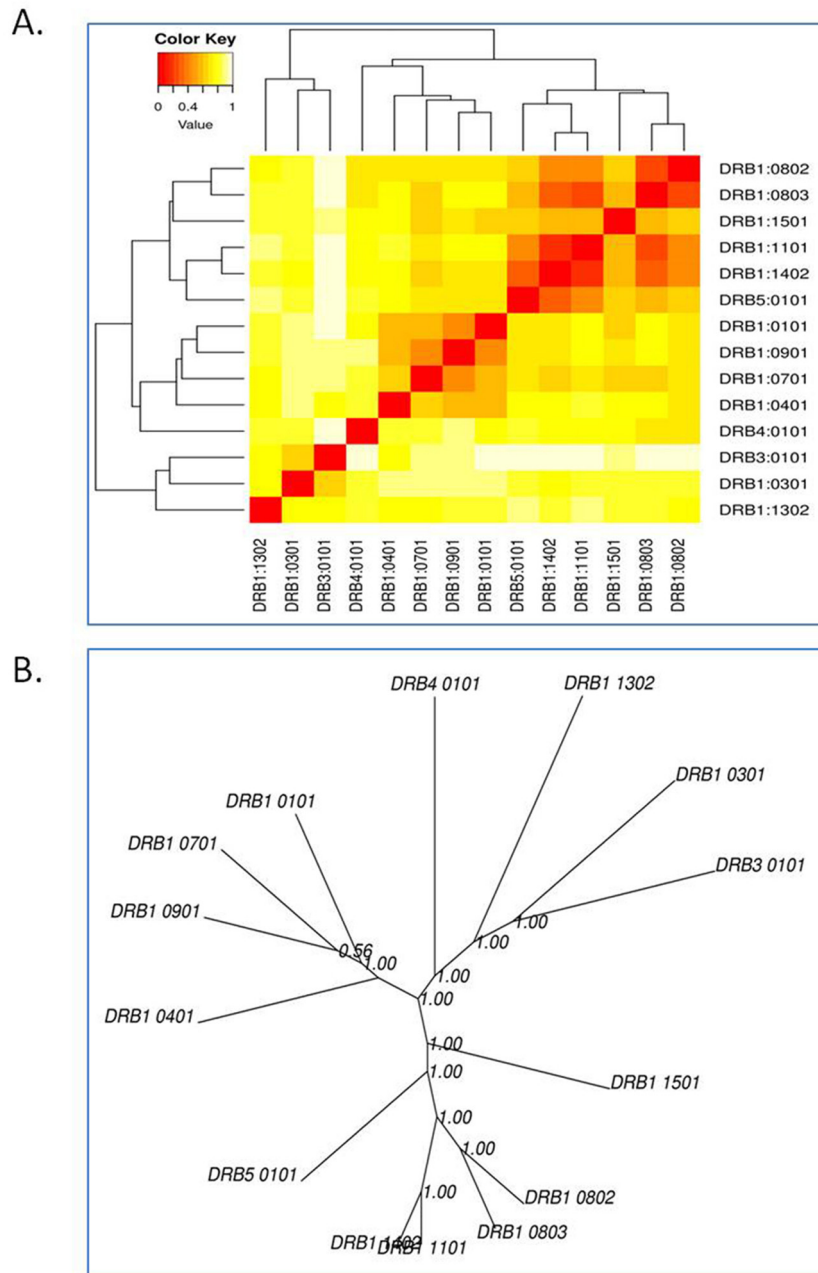 A.
Color Key
0 0.4 1
Value
DRB1:0802
DRB1:0803
DRB1:1501
DRB1:1101
DRB1:1402
DRB5:0101
DRB1:0101
DRB1:0901
DRB1:0701
DRB1:0401
DRB4:0101
DRB3:0101
DRB1:0301
DRB1:1302
DRB1:1302
DRB1:0301
DRB3:0101
DRB4:0101
DRB1:0401
DRB1:0701
DRB1:0901
DRB1:0101
DRB5:0101
DRB1:1402
DRB1:1101
DRB1:1501
DRB1:0803
DRB1:0802
B.
DRB4 0101
DRB1 1302
DRB1 0301
DRB1 0101
DRB1 0701
DRB3 0101
DRB1 0901
1.00
0.56
1.00
1.00
1.00
1.00
DRB1 0401
1.00
1.00
DRB1 1501
1.00
1.00
DRB5 0101
1.00
DRB1 0802
DRB1 0803
DRB1 1402
DRB1 1101